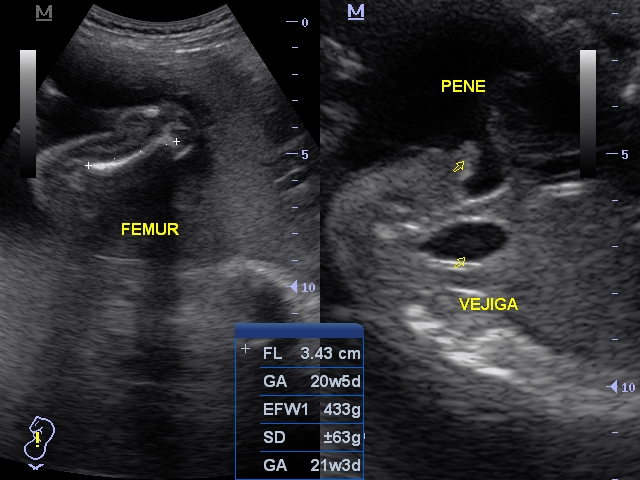 M
0
5
10
FEMUR
M
PENE
5
VEJIGA
10
FL 3.43 cm
GA 20w5d
EFW1 433g
SD ±63g
GA 21w3d